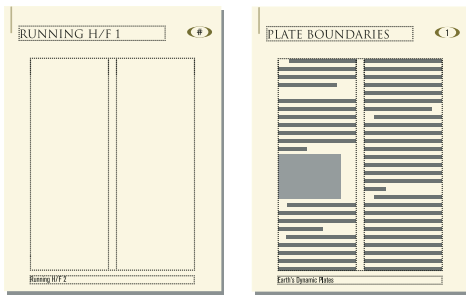 RUNNING H/F 1
#
Running H/F 2
PLATE BOUNDARIES
1
Earth's Dynamic Plates